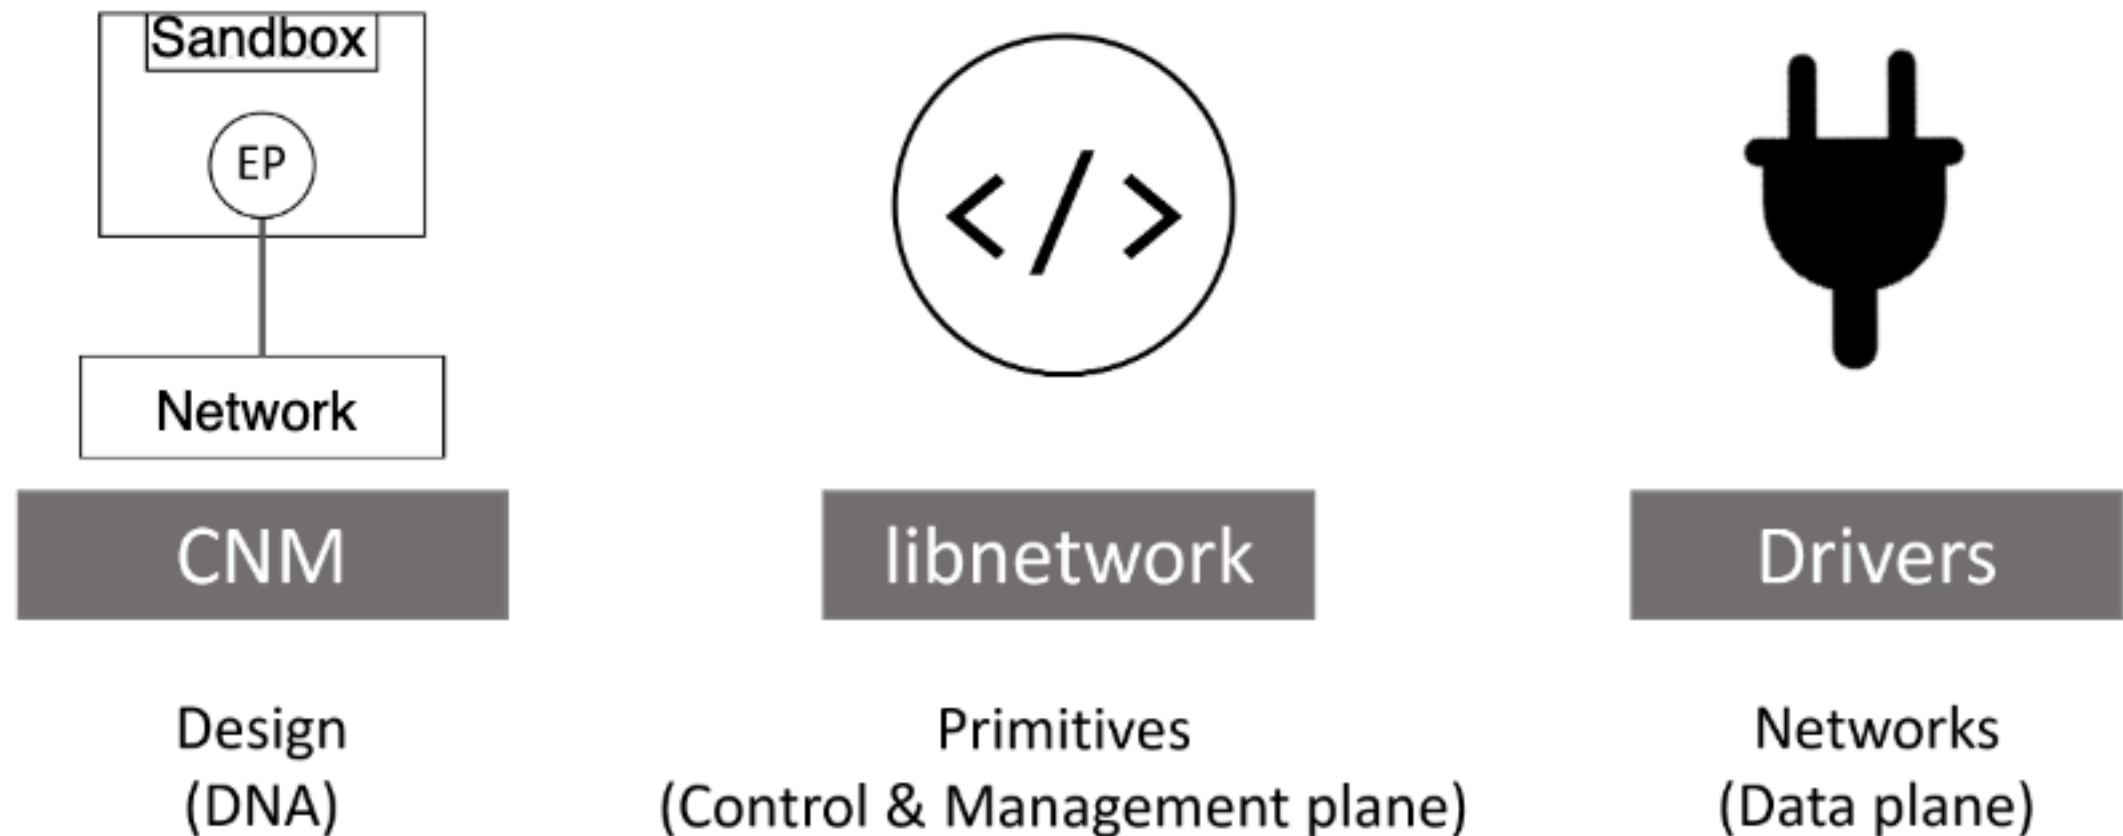 Sandbox
EP
Network
CNM
Design
(DNA)
</>
libnetwork
Primitives
(Control & Management plane)
Drivers
Networks
(Data plane)